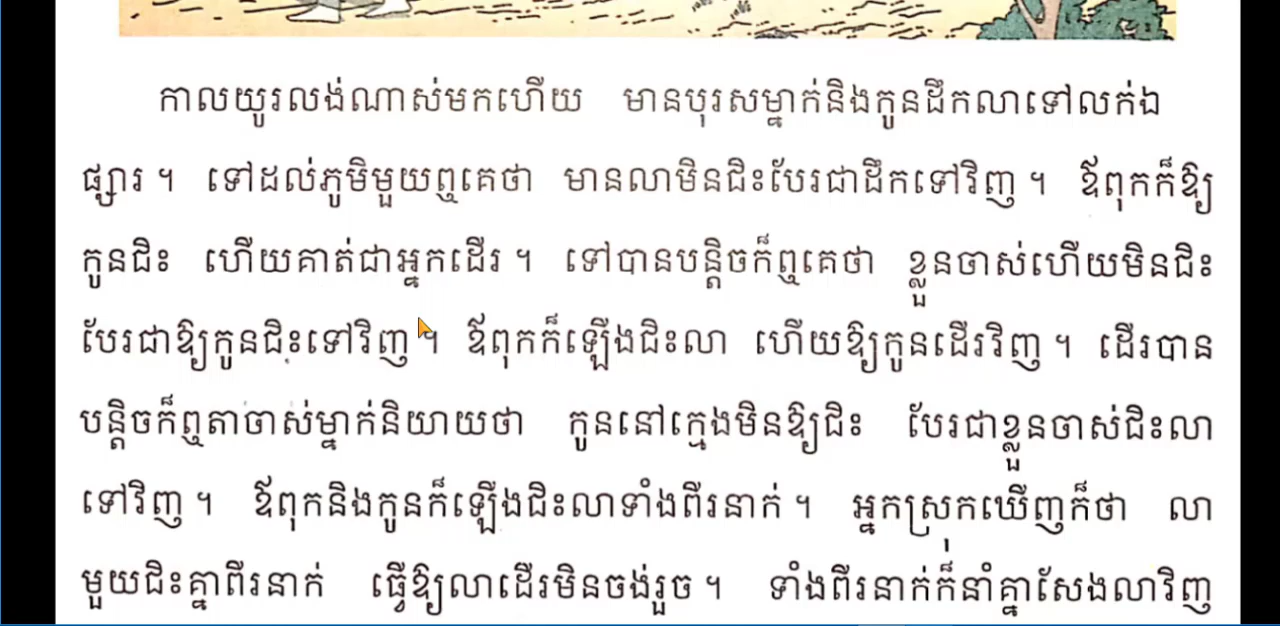 កាលយូរលង់ណាស់មកហើយ មានបុរសម្នាក់និងកូនដឹកលាទៅលក់ឯ
ផ្សារ ។ ទៅដល់ភូមិមួយឮគេថា មានលាមិនជិះបែរជាដឹកទៅវិញ ។ ឪពុកក៏ឱ្យ
កូនជិះ ហើយគាត់ជាអ្នកដើរ ។ ទៅបានបន្តិចក៏ឮគេថា ខ្លួនចាស់ហើយមិនជិះ
បែរជាឱ្យកូនជិះទៅវិញ ។ ឪពុកក៏ឡើងជិះលា ហើយឱ្យកូនដើរវិញ ។ ដើរបាន
បន្តិចក៏ឮតាចាស់ម្នាក់និយាយថា កូននៅក្មេងមិនឱ្យជិះ បែរជាខ្លួនចាស់ជិះលា
ទៅវិញ ។ ឪពុកនិងកូនក៏ឡើងជិះលាទាំងពីរនាក់ ។ អ្នកស្រុកឃើញក៏ថា លា
មួយជិះគ្នាពីរនាក់ ធ្វើឱ្យលាដើរមិនចង់រួច ។ ទាំងពីរនាក់ក៏នាំគ្នាសែងលាវិញ